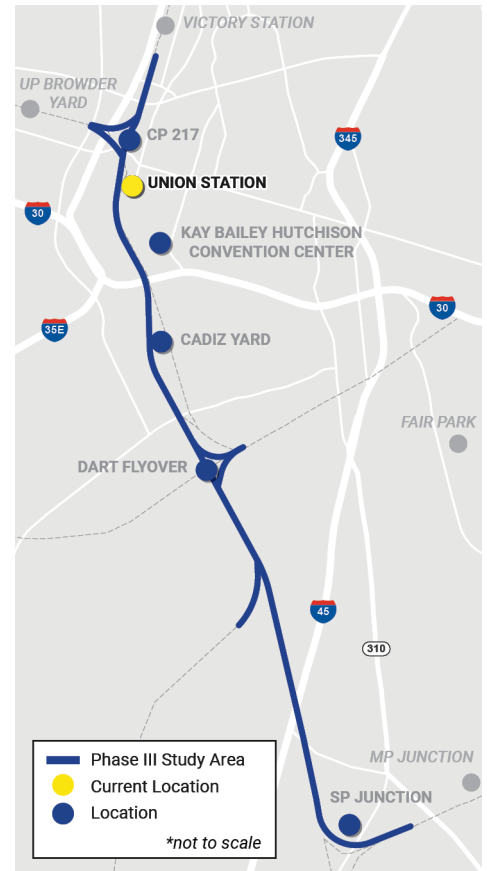 VICTORY STATION
UP BROWDER
YARD
CP 217
345
UNION STATION
30
KAY BAILEY HUTCHISON
CONVENTION CENTER
30
35E
CADIZ YARD
FAIR PARK
DART FLYOVER
45
310
MP JUNCTION
SP JUNCTION
Phase III Study Area
Current Location
Location
*not to scale